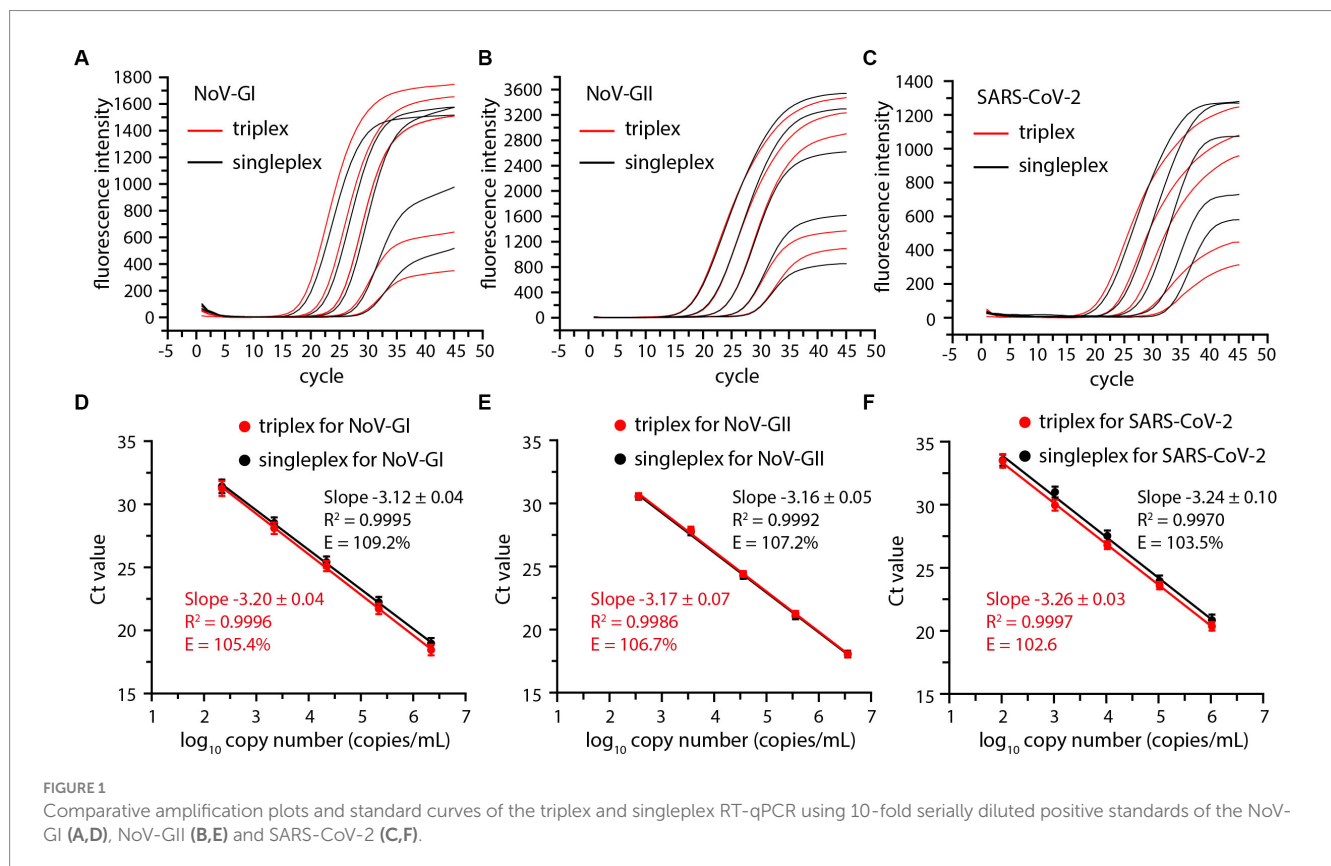 A
1800
1600
1400
1200
1000
800
600
400
200
0
-5 0 5 10 15 20 25 30 35 40 45 50
fluorescence intensity
cycle
NoV-GI
triplex
singleplex
B
3600
3200
2800
2400
2000
1600
1200
800
400
0
-5 0 5 10 15 20 25 30 35 40 45 50
fluorescence intensity
cycle
NoV-GII
triplex
singleplex
C
1400
1200
1000
800
600
400
200
0
-5 0 5 10 15 20 25 30 35 40 45 50
fluorescence intensity
cycle
SARS-CoV-2
triplex
singleplex
D
triplex for NoV-GI
singleplex for NoV-GI
35
30
25
20
15
Ct value
Slope -3.12 ± 0.04
R² = 0.9995
E = 109.2%
Slope -3.20 ± 0.04
R² = 0.9996
E = 105.4%
1 2 3 4 5 6 7
log₁₀ copy number (copies/mL)
E
triplex for NoV-GII
singleplex for NoV-GII
35
30
25
20
15
Ct value
Slope -3.16 ± 0.05
R² = 0.9992
E = 107.2%
Slope -3.17 ± 0.07
R² = 0.9986
E = 106.7%
1 2 3 4 5 6 7
log₁₀ copy number (copies/mL)
F
triplex for SARS-CoV-2
singleplex for SARS-CoV-2
35
30
25
20
15
Ct value
Slope -3.24 ± 0.10
R² = 0.9970
E = 103.5%
Slope -3.26 ± 0.03
R² = 0.9997
E = 102.6
1 2 3 4 5 6 7
log₁₀ copy number (copies/mL)
FIGURE 1
Comparative amplification plots and standard curves of the triplex and singleplex RT-qPCR using 10-fold serially diluted positive standards of the NoV-
GI (A,D), NoV-GII (B,E) and SARS-CoV-2 (C,F).